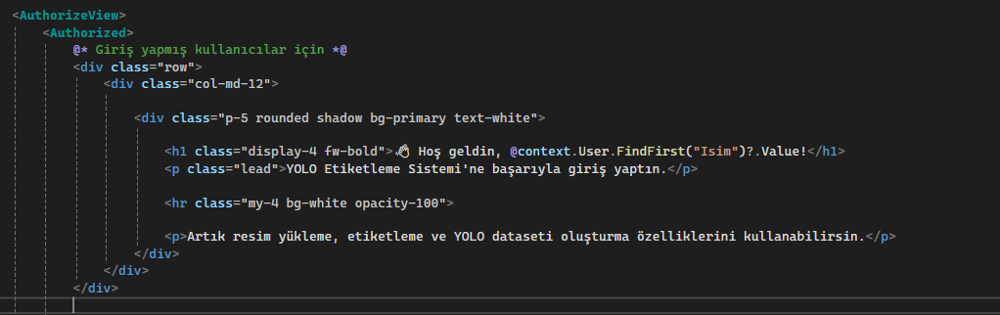 <AuthorizeView>
<Authorized>
@* Giriş yapmış kullanıcılar için *@
<div class="row">
<div class="col-md-12">
<div class="p-5 rounded shadow bg-primary text-white">
<h1 class="display-4 fw-bold">👋 Hoş geldin, @context.User.FindFirst("Isim")?.Value!</h1>
<p class="lead">YOLO Etiketleme Sistemi'ne başarıyla giriş yaptın.</p>
<hr class="my-4 bg-white opacity-100">
<p>Artık resim yükleme, etiketleme ve YOLO dataseti oluşturma özelliklerini kullanabilirsin.</p>
</div>
</div>
</div>